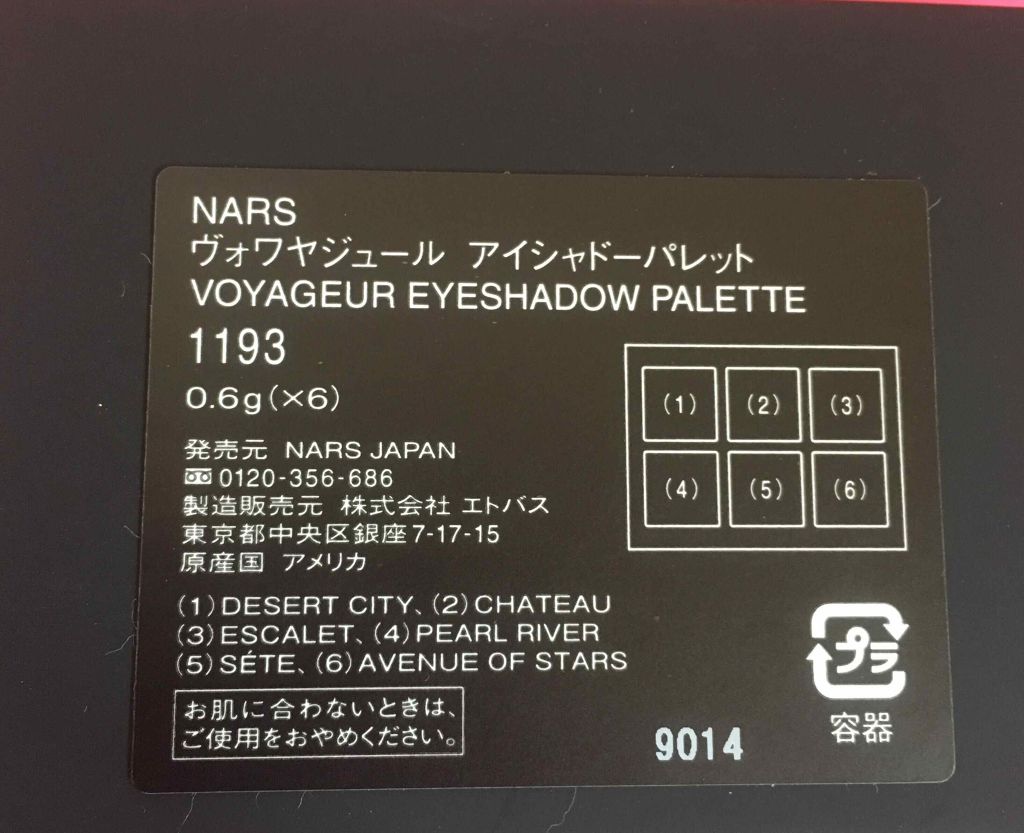 NARS
ヴォワヤジュール アイシャドーパレット
VOYAGEUR EYESHADOW PALETTE
1193
0.6g(×6)
発売元 NARS JAPAN
0120-356-686
製造販売元 株式会社 エトバス
東京都中央区銀座7-17-15
原産国 アメリカ
(1) (2) (3)
(4) (5) (6)
(1)DESERT CITY、(2)CHATEAU
(3)ESCALET、(4)PEARL RIVER
(5)SÉTE、(6)AVENUE OF STARS
お肌に合わないときは、
ご使用をおやめください。
プラ
容器
9014